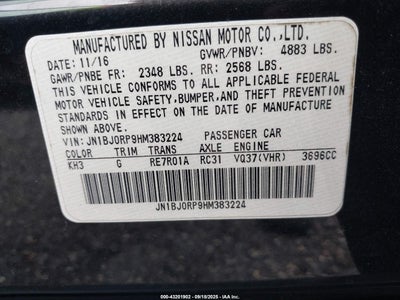 MANUFACTURED BY NISSAN MOTOR CO.,LTD.
DATE: 11/16 GVWR/PNBV: 4883 LBS.
GAWR/PNBE FR: 2348 LBS. RR: 2568 LBS.
THIS VEHICLE CONFORMS TO ALL APPLICABLE FEDERAL
MOTOR VEHICLE SAFETY, BUMPER, AND THEFT PREVENTION
STANDARDS IN EFFECT ON THE DATE OF MANUFACTURE
SHOWN ABOVE.
VIN: JN1BJ0RP9HM383224 PASSENGER CAR
COLOR TRIM TRANS AXLE ENGINE
KH3 G RE7R01A RC31 VQ37(VHR) 3696CC
JN1BJ0RP9HM383224
000-43201902 - 09/18/2025 - www.iaai.com